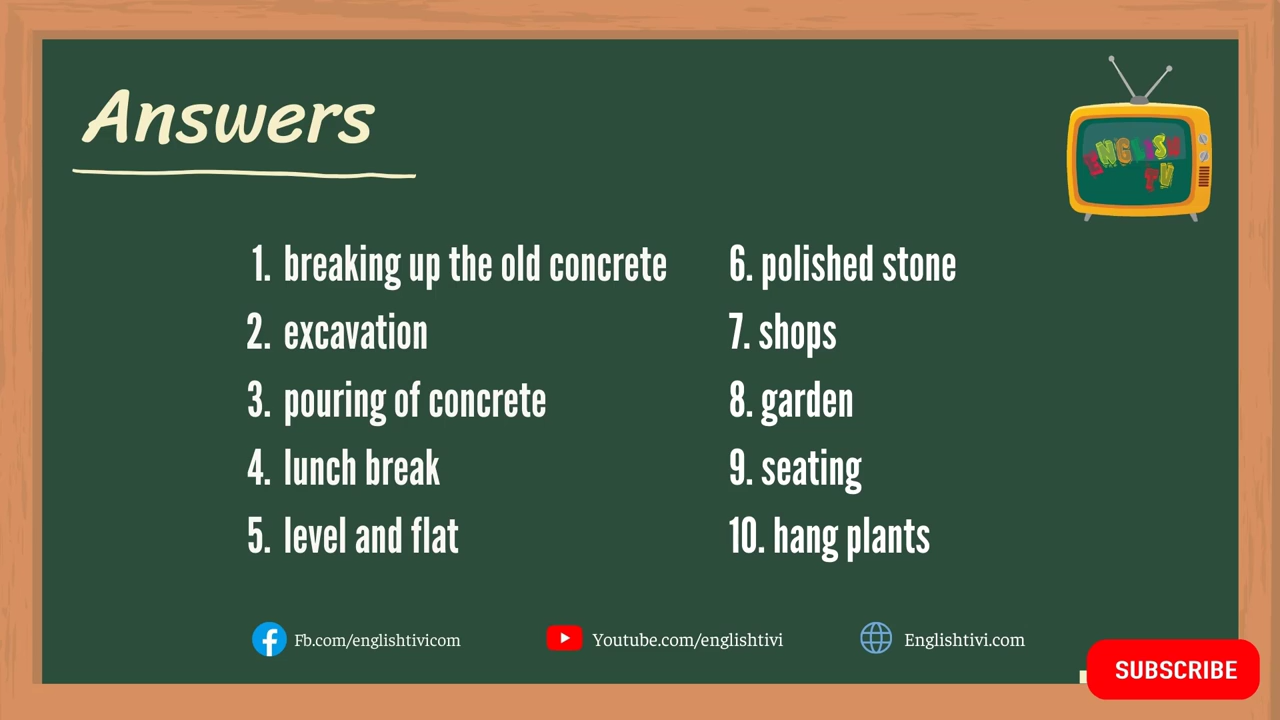 Answers
ENGLISH
TV
1. breaking up the old concrete
2. excavation
3. pouring of concrete
4. lunch break
5. level and flat
6. polished stone
7. shops
8. garden
9. seating
10. hang plants
Fb.com/englishtivicom
Youtube.com/englishtivi
Englishtivi.com
SUBSCRIBE